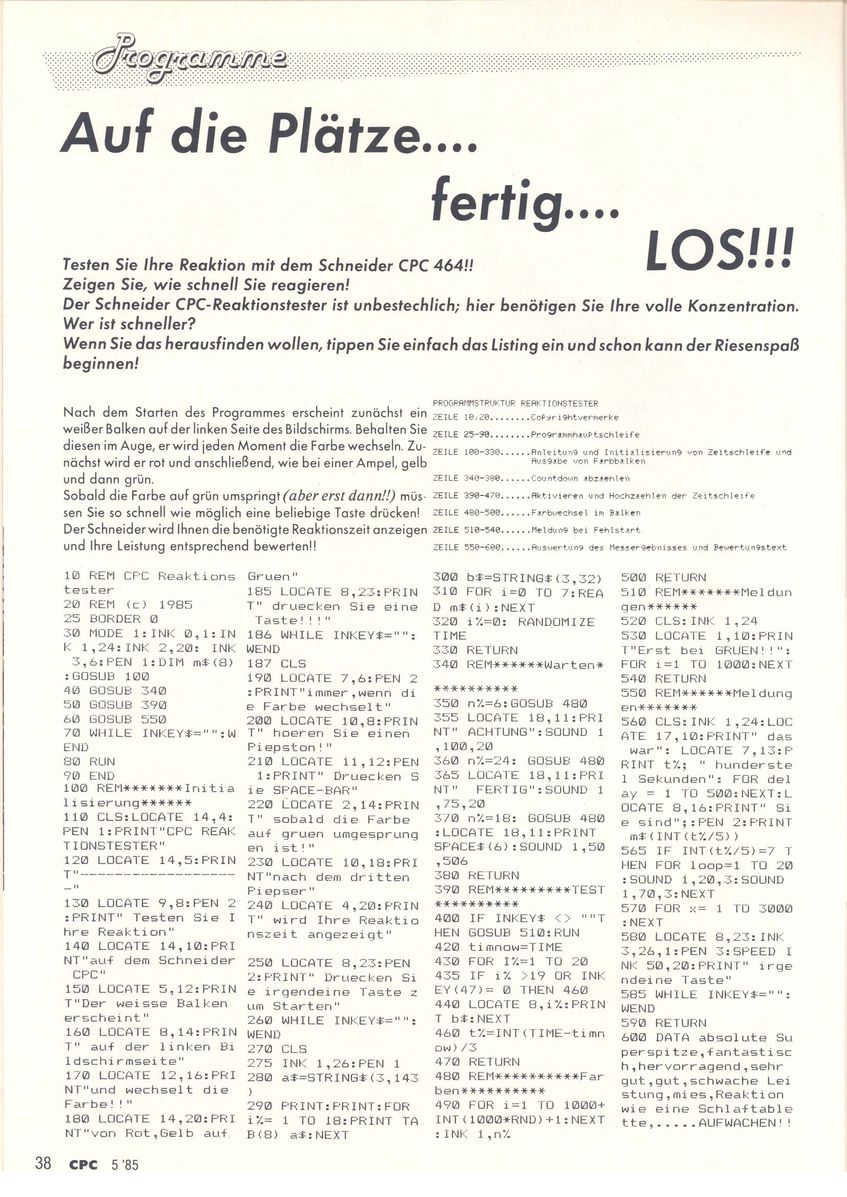 Programme
Auf die Plätze....
fertig....
LOS!!!
Testen Sie Ihre Reaktion mit dem Schneider CPC 464!!
Zeigen Sie, wie schnell Sie reagieren!
Der Schneider CPC-Reaktionstester ist unbestechlich; hier benötigen Sie Ihre volle Konzentration.
Wer ist schneller?
Wenn Sie das herausfinden wollen, tippen Sie einfach das Listing ein und schon kann der Riesenspaß
beginnen!
Nach dem Starten des Programmes erscheint zunächst ein
weißer Balken auf der linken Seite des Bildschirms. Behalten Sie
diesen im Auge, er wird jeden Moment die Farbe wechseln. Zu-
nächst wird er rot und anschließend, wie bei einer Ampel, gelb
und dann grün.
Sobald die Farbe auf grün umspringt (aber erst dann!!) müs-
sen Sie so schnell wie möglich eine beliebige Taste drücken!
Der Schneider wird Ihnen die benötigte Reaktionszeit anzeigen
und Ihre Leistung entsprechend bewerten!!
PROGRAMMSTRUKTUR REAKTIONSTESTER
ZEILE 10,20........Copyrightvermerke
ZEILE 25-90........Programmhauptschleife
ZEILE 100-330......Anleitung und Initialisierung von Zeitschleife und
Ausgabe von Farbbalken
ZEILE 340-380......Countdown abzaehlen
ZEILE 390-470......Aktivieren und Hochzaehlen der Zeitschleife
ZEILE 480-500......Farbwechsel im Balken
ZEILE 510-540......Meldung bei Fehlstart
ZEILE 550-600......Auswertung des Messergebnisses und Bewertungstext
10 REM CPC Reaktions
tester
20 REM (c) 1985
25 BORDER 0
30 MODE 1:INK 0,1:IN
K 1,24:INK 2,20: INK
 3,6:PEN 1:DIM m$(8)
:GOSUB 100
40 GOSUB 340
50 GOSUB 390
60 GOSUB 550
70 WHILE INKEY$="":W
END
80 RUN
90 END
100 REM*******Initia
lisierung******
110 CLS:LOCATE 14,4:
PEN 1:PRINT"CPC REAK
TIONSTESTER"
120 LOCATE 14,5:PRIN
T"-----------------
-"
130 LOCATE 9,8:PEN 2
:PRINT" Testen Sie I
hre Reaktion"
140 LOCATE 14,10:PRI
NT"auf dem Schneider
 CPC"
150 LOCATE 5,12:PRIN
T"Der weisse Balken
erscheint"
160 LOCATE 8,14:PRIN
T" auf der linken Bi
ldschirmseite"
170 LOCATE 12,16:PRI
NT"und wechselt die
Farbe!!"
180 LOCATE 14,20:PRI
NT"von Rot,Gelb auf
Gruen"
185 LOCATE 8,23:PRIN
T" druecken Sie eine
 Taste!!!"
186 WHILE INKEY$="":
WEND
187 CLS
190 LOCATE 7,6:PEN 2
:PRINT"immer,wenn di
e Farbe wechselt"
200 LOCATE 10,8:PRIN
T" hoeren Sie einen
Piepston!"
210 LOCATE 11,12:PEN
 1:PRINT" Druecken S
ie SPACE-BAR"
220 LOCATE 2,14:PRIN
T" sobald die Farbe
auf gruen umgesprung
en ist!"
230 LOCATE 10,18:PRI
NT"nach dem dritten
Piepser"
240 LOCATE 4,20:PRIN
T" wird Ihre Reaktio
nszeit angezeigt"
250 LOCATE 8,23:PEN
2:PRINT" Druecken Si
e irgendeine Taste z
um Starten"
260 WHILE INKEY$="":
WEND
270 CLS
275 INK 1,26:PEN 1
280 a$=STRING$(3,143
)
290 PRINT:PRINT:FOR
i%= 1 TO 18:PRINT TA
B(8) a$:NEXT
300 b$=STRING$(3,32)
310 FOR i=0 TO 7:REA
D m$(i):NEXT
320 i%=0: RANDOMIZE
TIME
330 RETURN
340 REM******Warten*
**********
350 n%=6:GOSUB 480
355 LOCATE 18,11:PRI
NT" ACHTUNG":SOUND 1
,100,20
360 n%=24: GOSUB 480
365 LOCATE 18,11:PRI
NT"  FERTIG":SOUND 1
,75,20
370 n%=18: GOSUB 480
:LOCATE 18,11:PRINT
SPACE$(6):SOUND 1,50
,506
380 RETURN
390 REM*********TEST
**********
400 IF INKEY$ <> ""T
HEN GOSUB 510:RUN
420 timnow=TIME
430 FOR I%=1 TO 20
435 IF i% >19 OR INK
EY(47)= 0 THEN 460
440 LOCATE 8,i%:PRIN
T b$:NEXT
460 t%=INT(TIME-timn
ow)/3
470 RETURN
480 REM**********Far
ben**********
490 FOR i=1 TO 1000+
INT(1000*RND)+1:NEXT
:INK 1,n%
500 RETURN
510 REM*******Meldun
gen******
520 CLS:INK 1,24
530 LOCATE 1,10:PRIN
T"Erst bei GRUEN!!":
FOR i=1 TO 1000:NEXT
540 RETURN
550 REM******Meldung
en*******
560 CLS:INK 1,24:LOC
ATE 17,10:PRINT" das
 war": LOCATE 7,13:P
RINT t%; " hunderste
l Sekunden": FOR del
ay = 1 TO 500:NEXT:L
OCATE 8,16:PRINT" Si
e sind";:PEN 2:PRINT
 m$(INT(t%/5))
565 IF INT(t%/5)=7 T
HEN FOR loop=1 TO 20
:SOUND 1,20,3:SOUND
1,70,3:NEXT
570 FOR x= 1 TO 3000
:NEXT
580 LOCATE 8,23:INK
3,26,1:PEN 3:SPEED I
NK 50,20:PRINT" irge
ndeine Taste"
585 WHILE INKEY$="":
WEND
590 RETURN
600 DATA absolute Su
perspitze,fantastisc
h,hervorragend,sehr
gut,gut,schwache Lei
stung,mies,Reaktion
wie eine Schlaftable
tte,.....AUFWACHEN!!
38 CPC 5'85